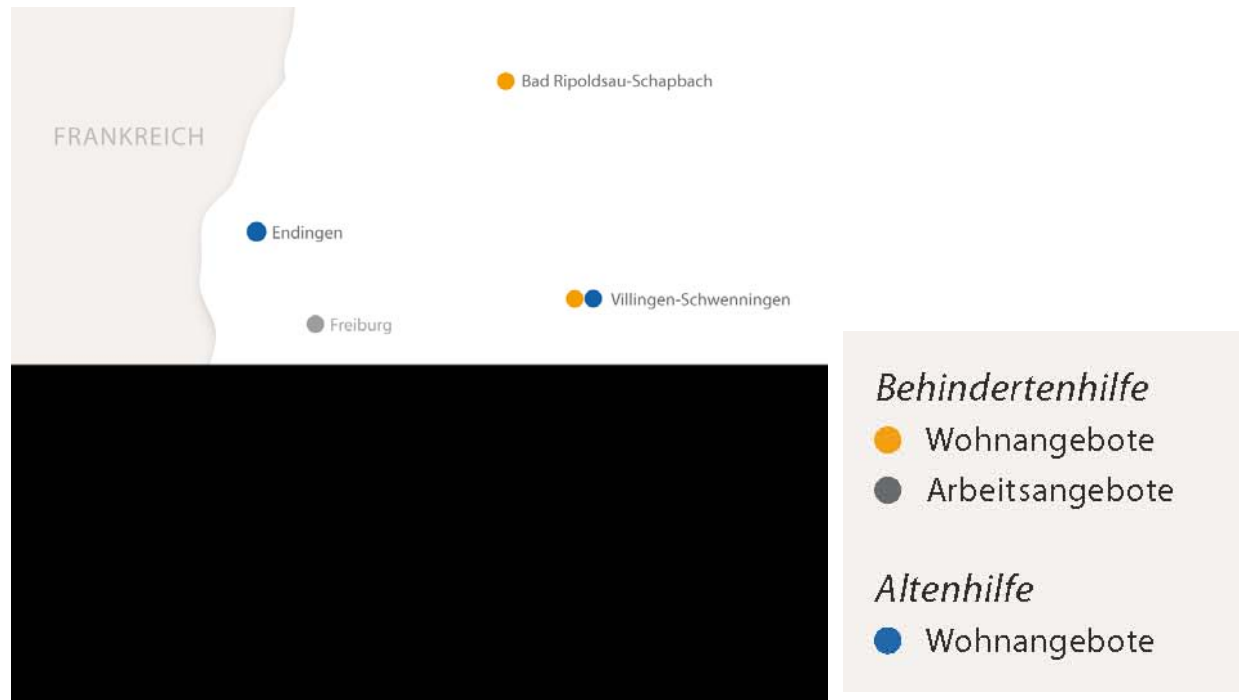 Bad Ripoldsau-Schapbach
FRANKREICH
Endingen
Villingen-Schwenningen
Freiburg
Behindertenhilfe
Wohnangebote
Arbeitsangebote
Altenhilfe
Wohnangebote